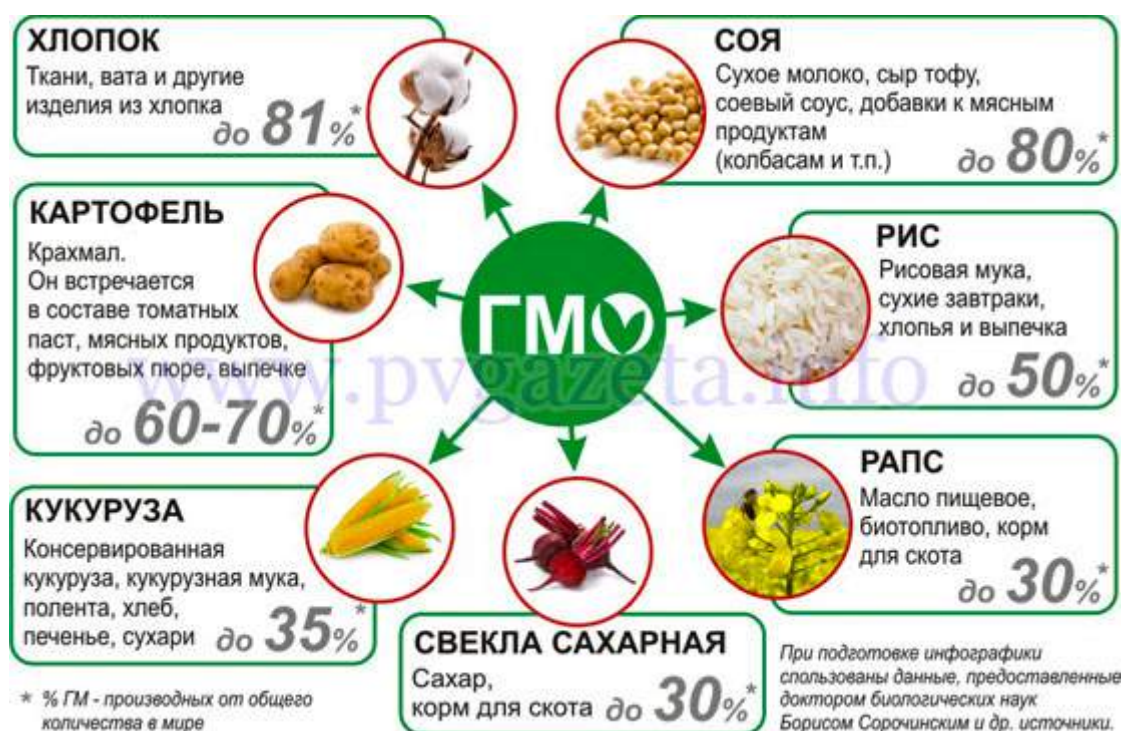 ХЛОПОК
Ткани, вата и другие
изделия из хлопка
до 81%*
СОЯ
Сухое молоко, сыр тофу,
соевый соус, добавки к мясным
продуктам
(колбасам и т.п.)
до 80%*
КАРТОФЕЛЬ
Крахмал.
Он встречается
в составе томатных
паст, мясных продуктов,
фруктовых пюре, выпечке
до 60-70%*
ГМО
РИС
Рисовая мука,
сухие завтраки,
хлопья и выпечка
до 50%*
www.pvgazeta.info
КУКУРУЗА
Консервированная
кукуруза, кукурузная мука,
полента, хлеб,
печенье, сухари до 35%*
РАПС
Масло пищевое,
биотопливо, корм
для скота
до 30%*
СВЕКЛА САХАРНАЯ
Сахар,
корм для скота до 30%*
* % ГМ - производных от общего
количества в мире
При подготовке инфографики
спользованы данные, предоставленные
доктором биологических наук
Борисом Сорочинским и др. источники.